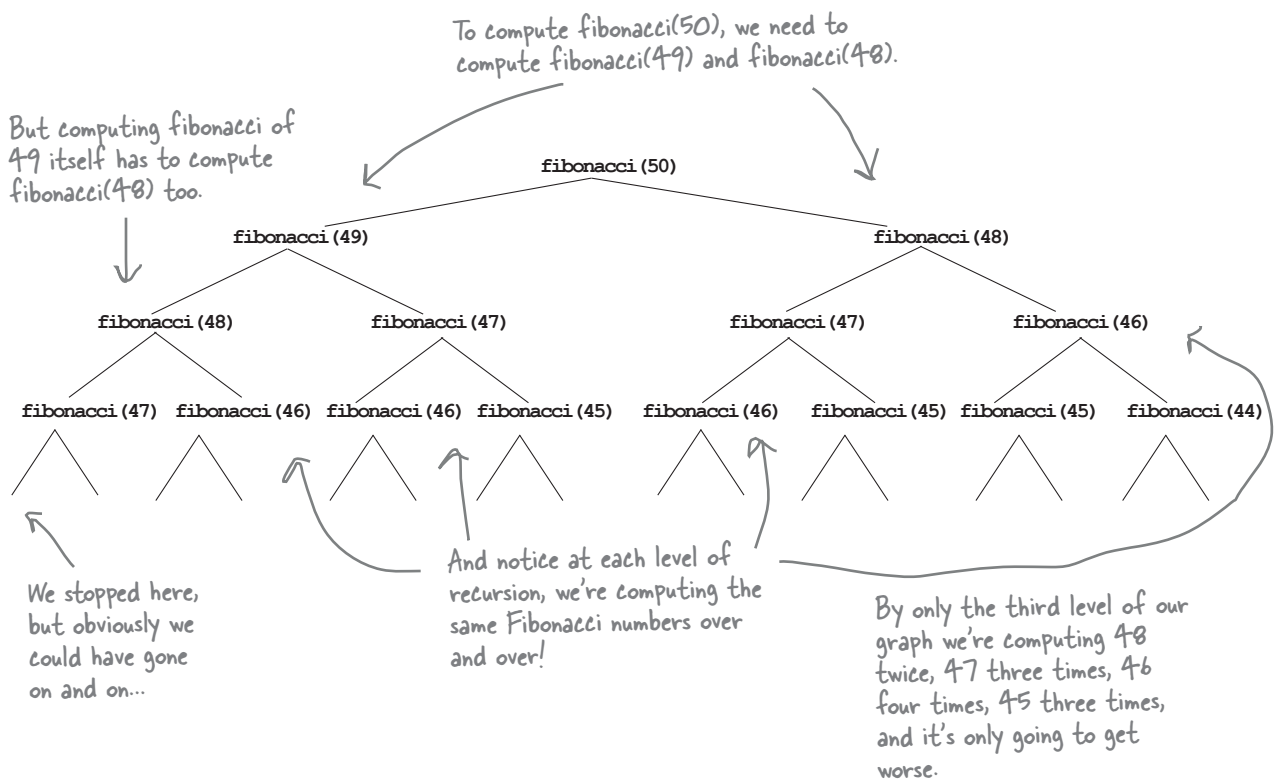 To compute fibonacci(50), we need to
compute fibonacci(49) and fibonacci(48).
But computing fibonacci of
49 itself has to compute
fibonacci(48) too.
fibonacci(50)
fibonacci(49)
fibonacci(48)
fibonacci(48)
fibonacci(47)
fibonacci(47)
fibonacci(46)
fibonacci(47)
fibonacci(46)
fibonacci(46)
fibonacci(45)
fibonacci(46)
fibonacci(45)
fibonacci(45)
fibonacci(44)
We stopped here,
but obviously we
could have gone
on and on...
And notice at each level of
recursion, we're computing the
same Fibonacci numbers over
and over!
By only the third level of our
graph we're computing 48
twice, 47 three times, 46
four times, 45 three times,
and it's only going to get
worse.